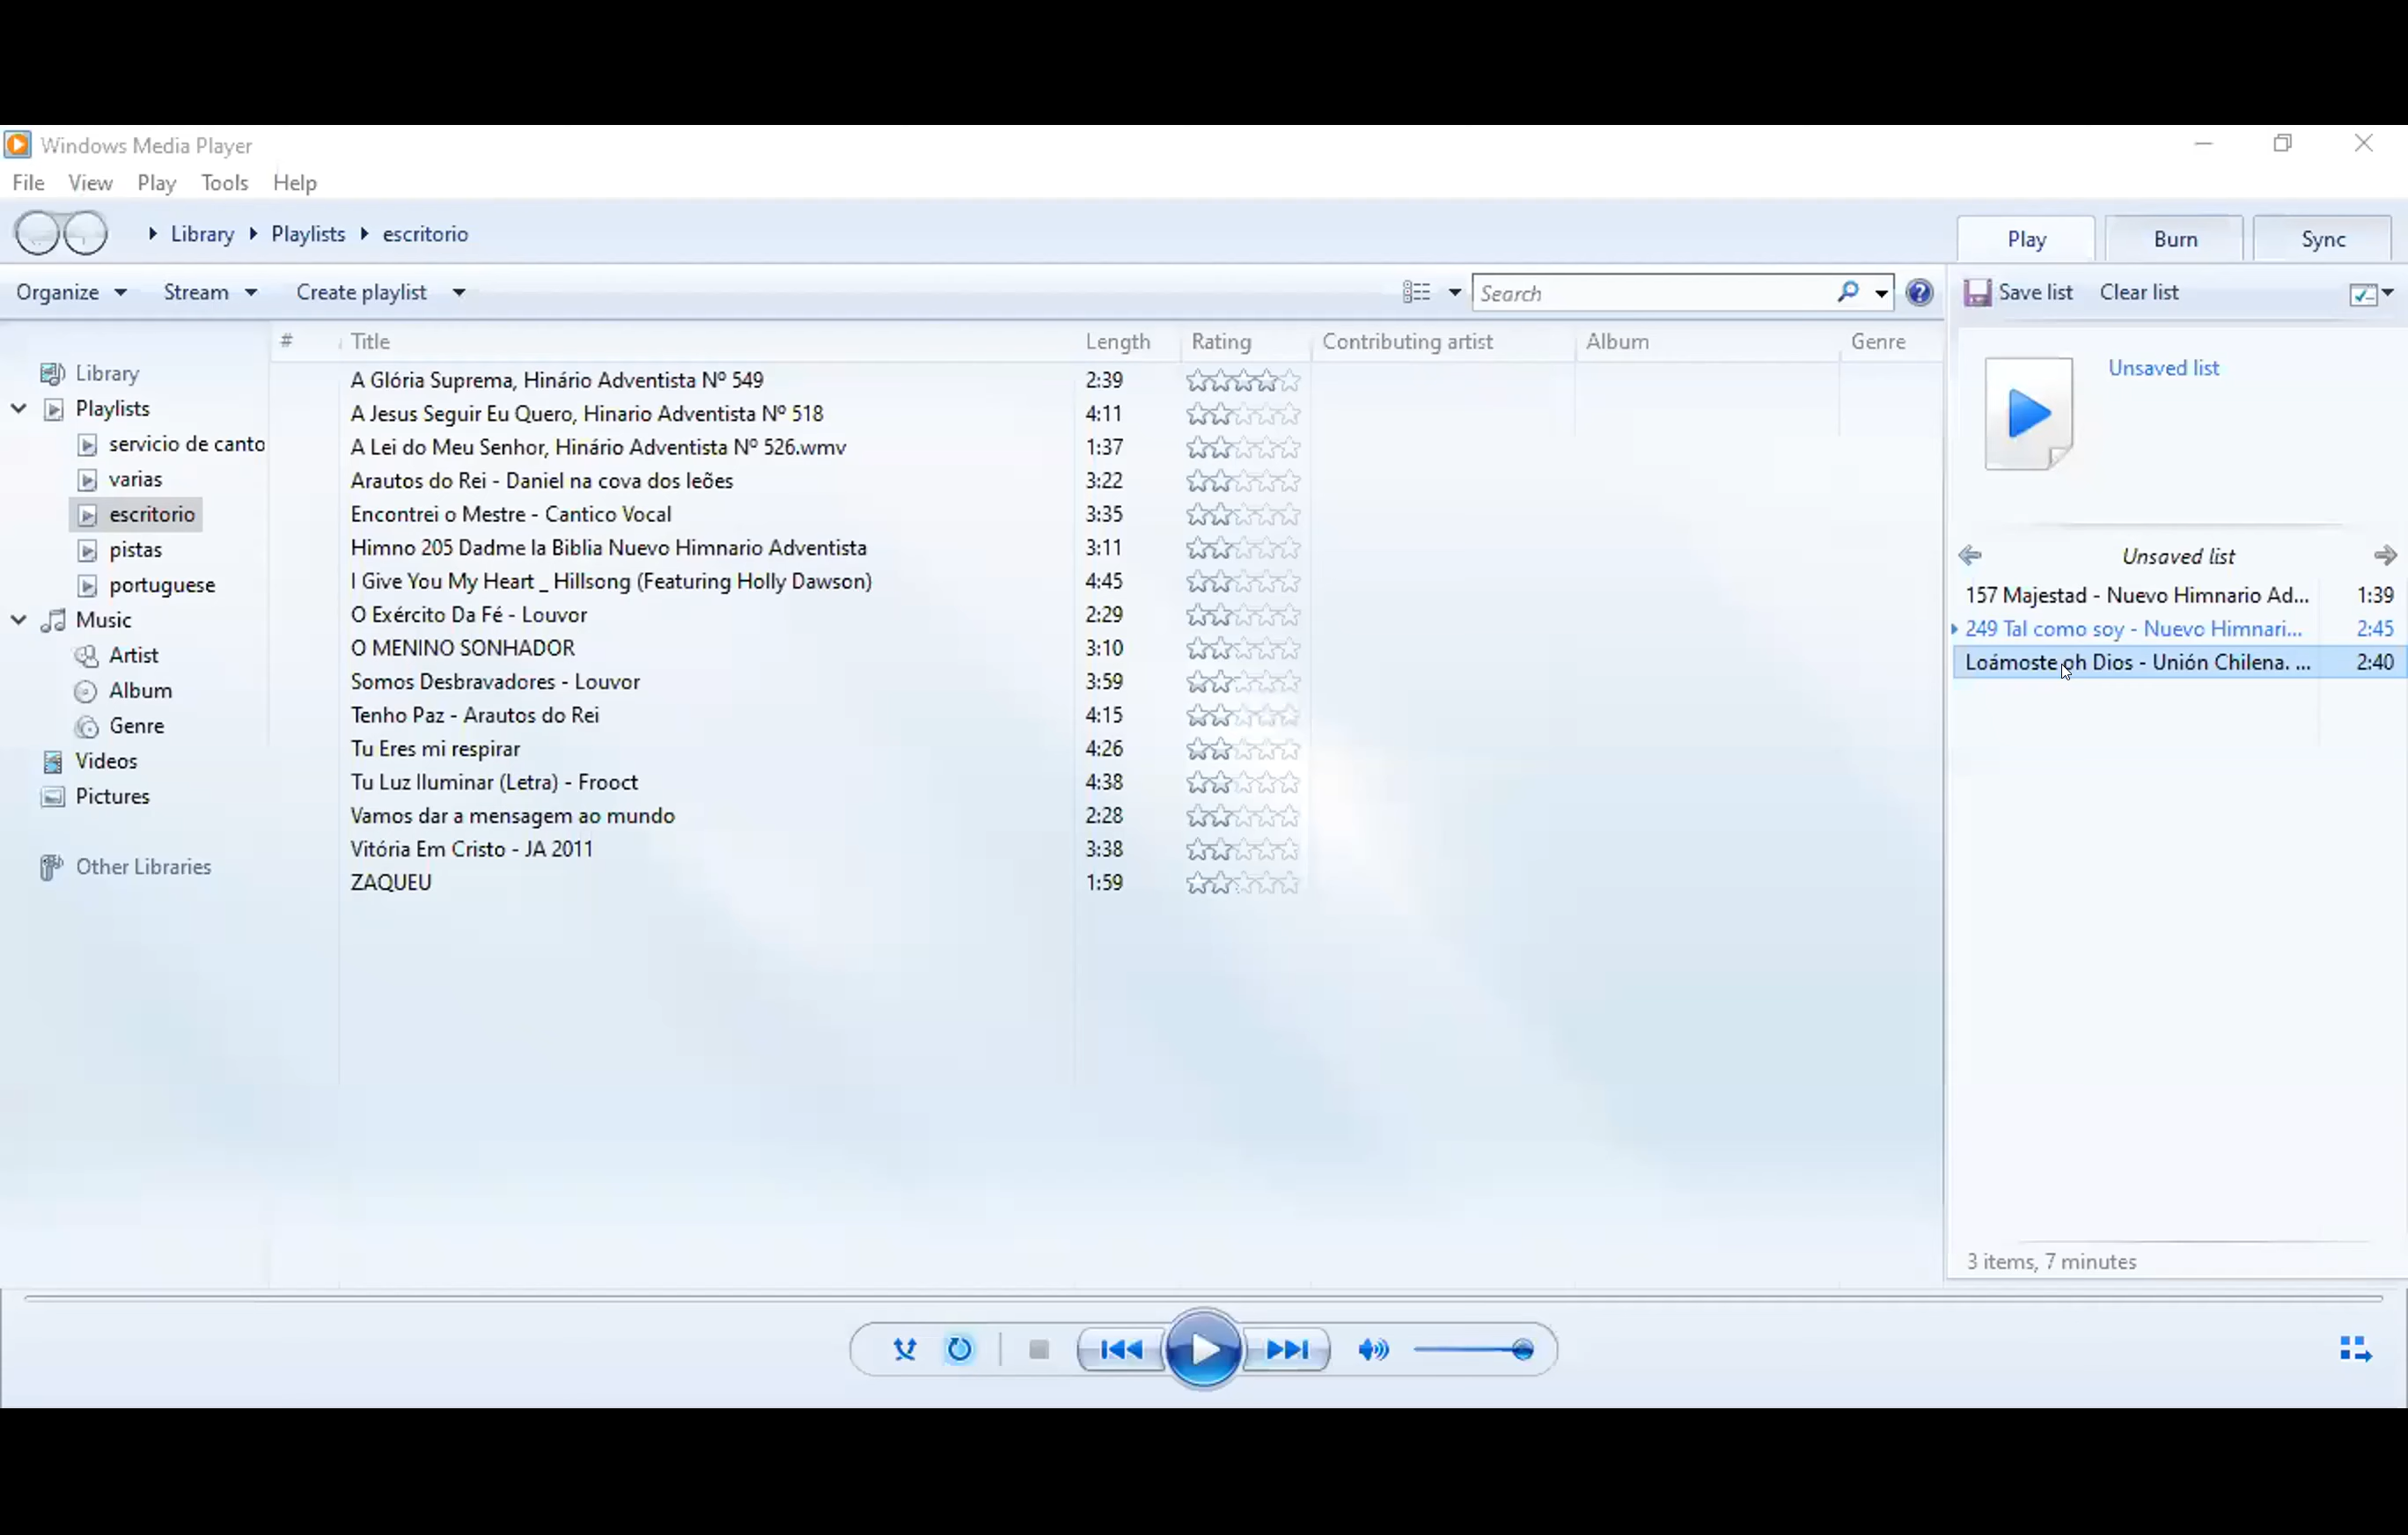 Windows Media Player
File View Play Tools Help
Library Playlists escritorio
Play Burn Sync
Organize Stream Create playlist
Search
Save list Clear list
# Title Length Rating Contributing artist Album Genre
Library
Playlists
servicio de canto
varias
escritorio
pistas
portuguese
Music
Artist
Album
Genre
Videos
Pictures
Other Libraries
A Glória Suprema, Hinário Adventista Nº 549 2:39
A Jesus Seguir Eu Quero, Hinario Adventista Nº 518 4:11
A Lei do Meu Senhor, Hinário Adventista Nº 526.wmv 1:37
Arautos do Rei - Daniel na cova dos leões 3:22
Encontrei o Mestre - Cantico Vocal 3:35
Himno 205 Dadme la Biblia Nuevo Himnario Adventista 3:11
I Give You My Heart _ Hillsong (Featuring Holly Dawson) 4:45
O Exército Da Fé - Louvor 2:29
O MENINO SONHADOR 3:10
Somos Desbravadores - Louvor 3:59
Tenho Paz - Arautos do Rei 4:15
Tu Eres mi respirar 4:26
Tu Luz Iluminar (Letra) - Frooct 4:38
Vamos dar a mensagem ao mundo 2:28
Vitória Em Cristo - JA 2011 3:38
ZAQUEU 1:59
Unsaved list
Unsaved list
157 Majestad - Nuevo Himnario Ad... 1:39
249 Tal como soy - Nuevo Himnari... 2:45
Loámoste oh Dios - Unión Chilena. ... 2:40
3 items, 7 minutes